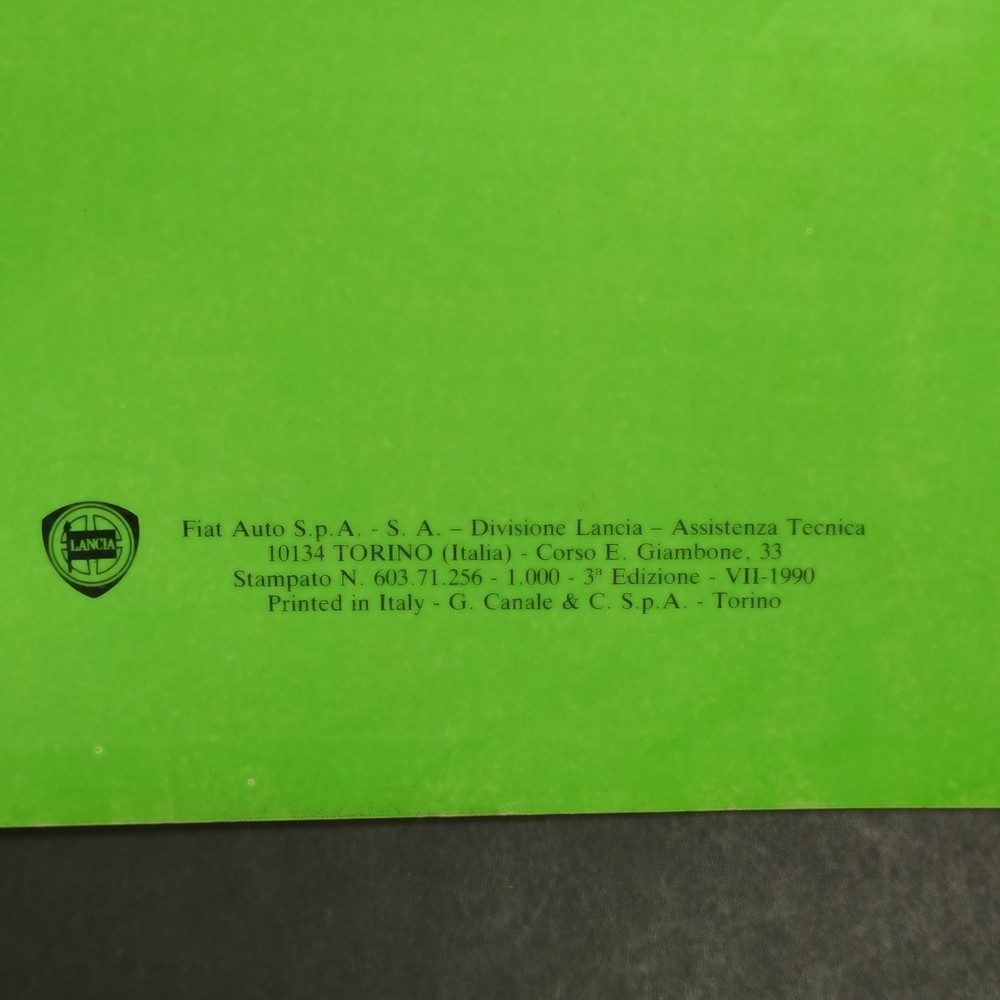 LANCIA
Fiat Auto S.p.A. - S. A. – Divisione Lancia – Assistenza Tecnica
10134 TORINO (Italia) - Corso E. Giambone, 33
Stampato N. 603.71.256 - 1.000 - 3ª Edizione - VII-1990
Printed in Italy - G. Canale & C. S.p.A. - Torino